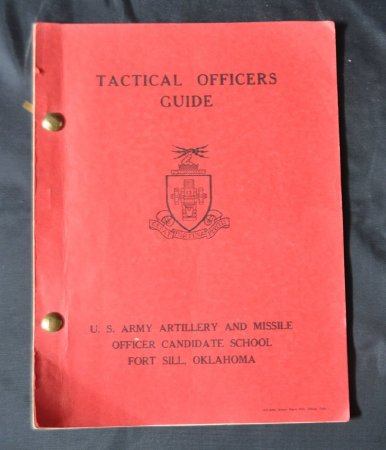 TACTICAL OFFICERS
GUIDE
U. S. ARMY ARTILLERY AND MISSILE
OFFICER CANDIDATE SCHOOL
FORT SILL, OKLAHOMA